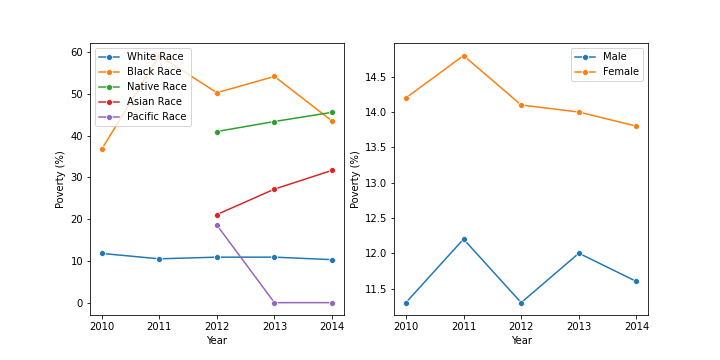 White Race
Black Race
Native Race
Asian Race
Pacific Race
60
50
40
30
20
10
0
Poverty (%)
2010 2011 2012 2013 2014
Year
Male
Female
14.5
14.0
13.5
13.0
12.5
12.0
11.5
Poverty (%)
2010 2011 2012 2013 2014
Year